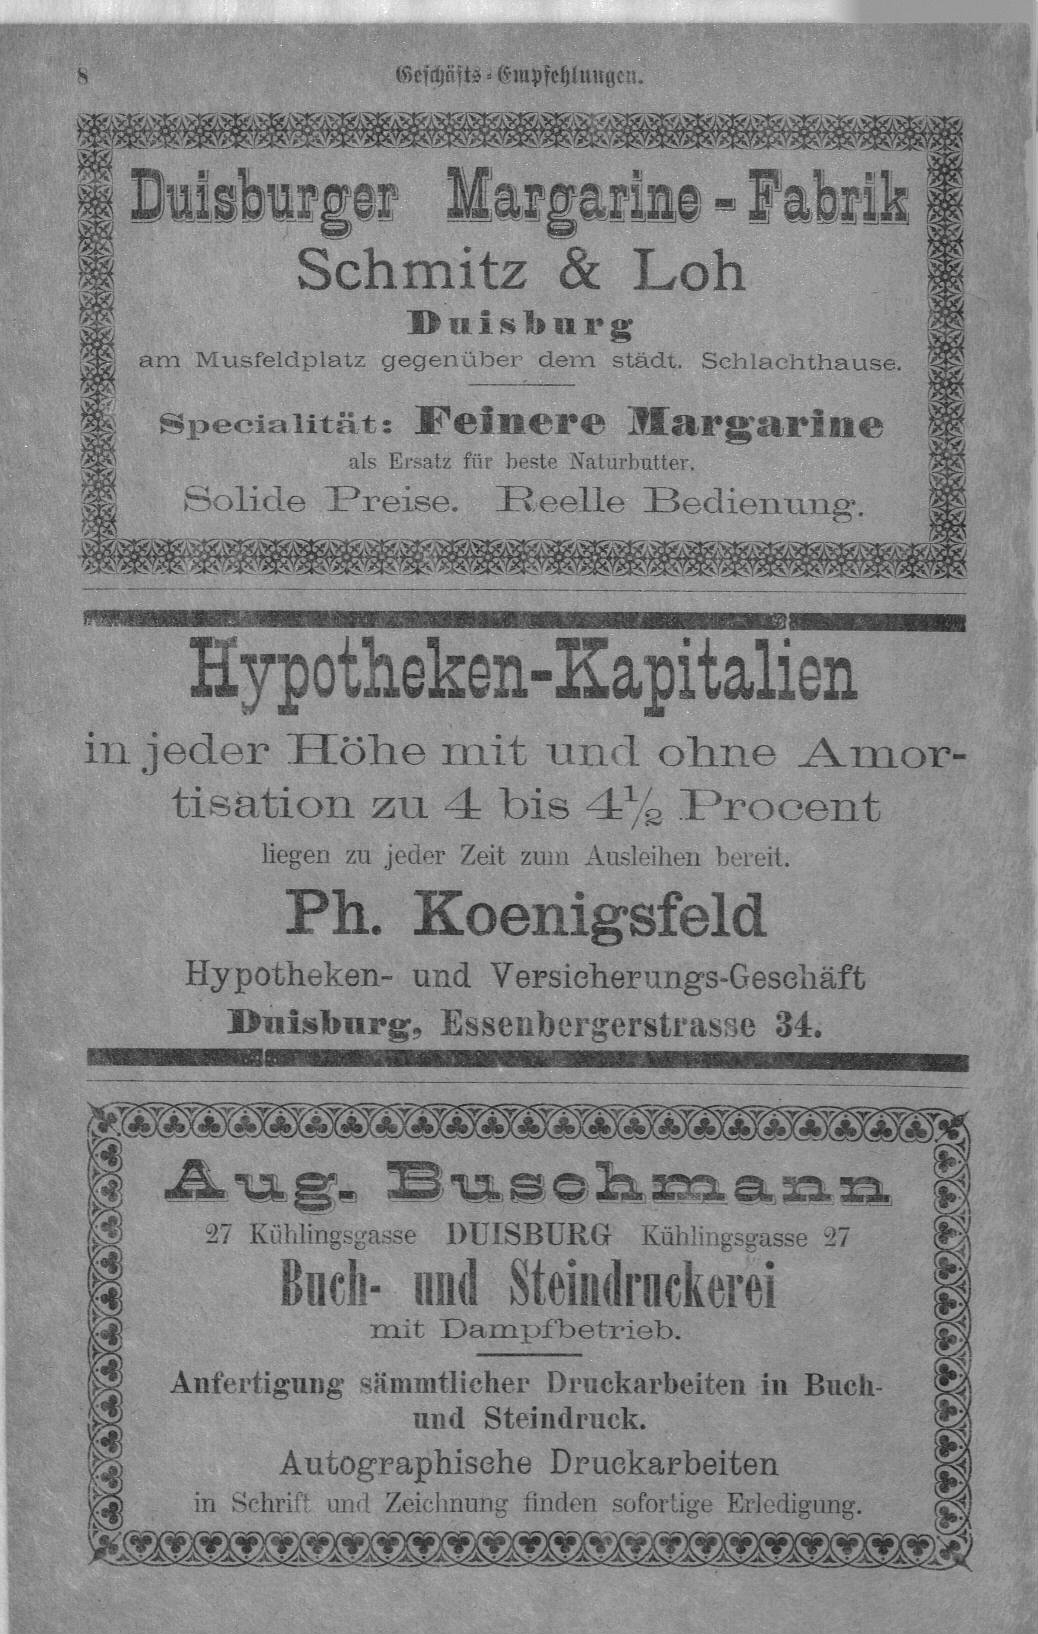 8
Geschäfts-Empfehlungen.
Duisburger Margarine-Fabrik
Schmitz & Loh
Duisburg
am Musfeldplatz gegenüber dem städt. Schlachthause.
Specialität: Feinere Margarine
als Ersatz für beste Naturbutter.
Solide Preise. Reelle Bedienung.
Hypotheken-Kapitalien
in jeder Höhe mit und ohne Amor-
tisation zu 4 bis 4½ Procent
liegen zu jeder Zeit zum Ausleihen bereit.
Ph. Koenigsfeld
Hypotheken- und Versicherungs-Geschäft
Duisburg, Essenbergerstrasse 34.
Aug. Buschmann
27 Kühlingsgasse DUISBURG Kühlingsgasse 27
Buch- und Steindruckerei
mit Dampfbetrieb.
Anfertigung sämmtlicher Druckarbeiten in Buch-
und Steindruck.
Autographische Druckarbeiten
in Schrift und Zeichnung finden sofortige Erledigung.